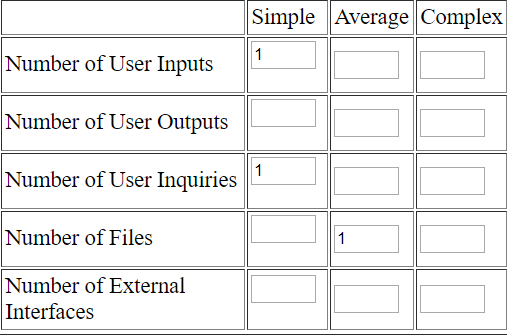 Simple Average Complex
Number of User Inputs 1
Number of User Outputs
Number of User Inquiries 1
Number of Files 1
Number of External
Interfaces